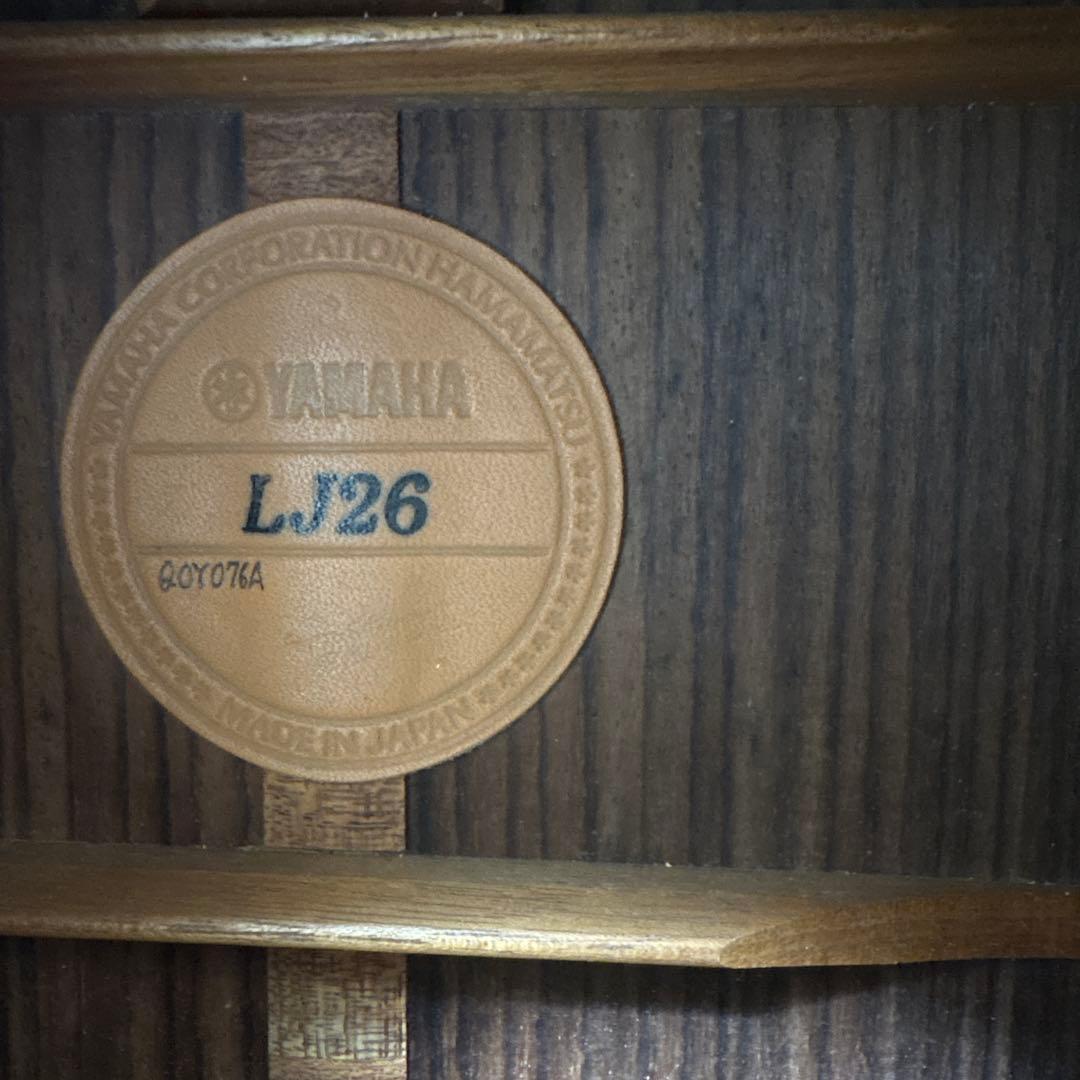 YAMAHA CORPORATION HAMAMATSU
YAMAHA
LJ26
QOY076A
MADE IN JAPAN